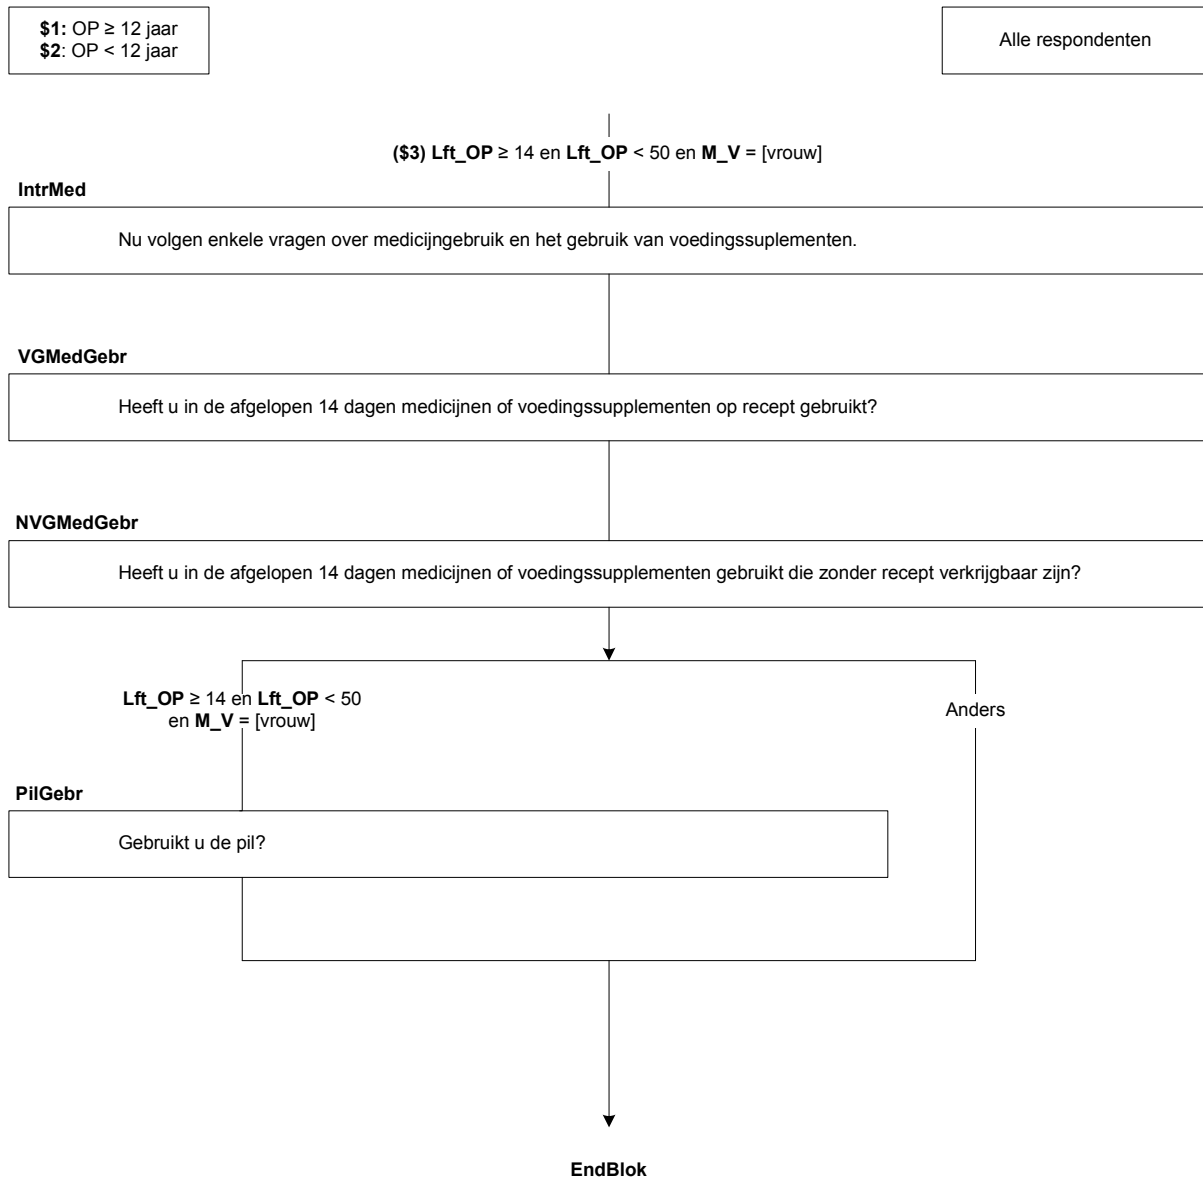 $1: OP ≥ 12 jaar
$2: OP < 12 jaar
Alle respondenten
($3) Lft_OP ≥ 14 en Lft_OP < 50 en M_V = [vrouw]
IntrMed
Nu volgen enkele vragen over medicijngebruik en het gebruik van voedingssuplementen.
VGMedGebr
Heeft u in de afgelopen 14 dagen medicijnen of voedingssupplementen op recept gebruikt?
NVGMedGebr
Heeft u in de afgelopen 14 dagen medicijnen of voedingssupplementen gebruikt die zonder recept verkrijgbaar zijn?
Lft_OP ≥ 14 en Lft_OP < 50
en M_V = [vrouw]
Anders
PilGebr
Gebruikt u de pil?
EndBlok